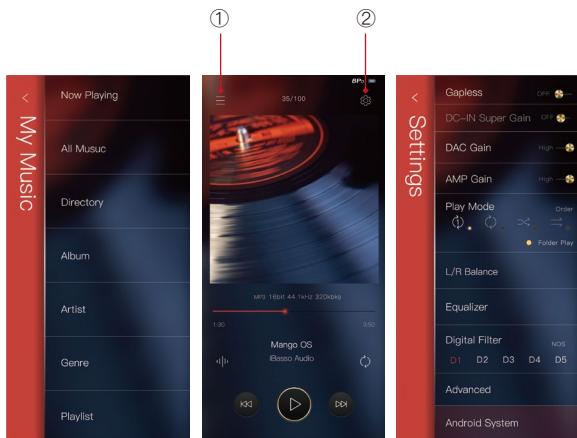 ①
②
My Music
Now Playing
All Musuc
Directory
Album
Artist
Genre
Playlist
35/100
MP3 16bit 44.1kHz 320kbkg
1:30
3:50
Mango OS
iBasso Audio
Settings
Gapless OFF
DC-IN Super Gain OFF
DAC Gain High
AMP Gain High
Play Mode Order
Folder Play
L/R Balance
Equalizer
Digital Filter NOS
D1 D2 D3 D4 D5
Advanced
Android System